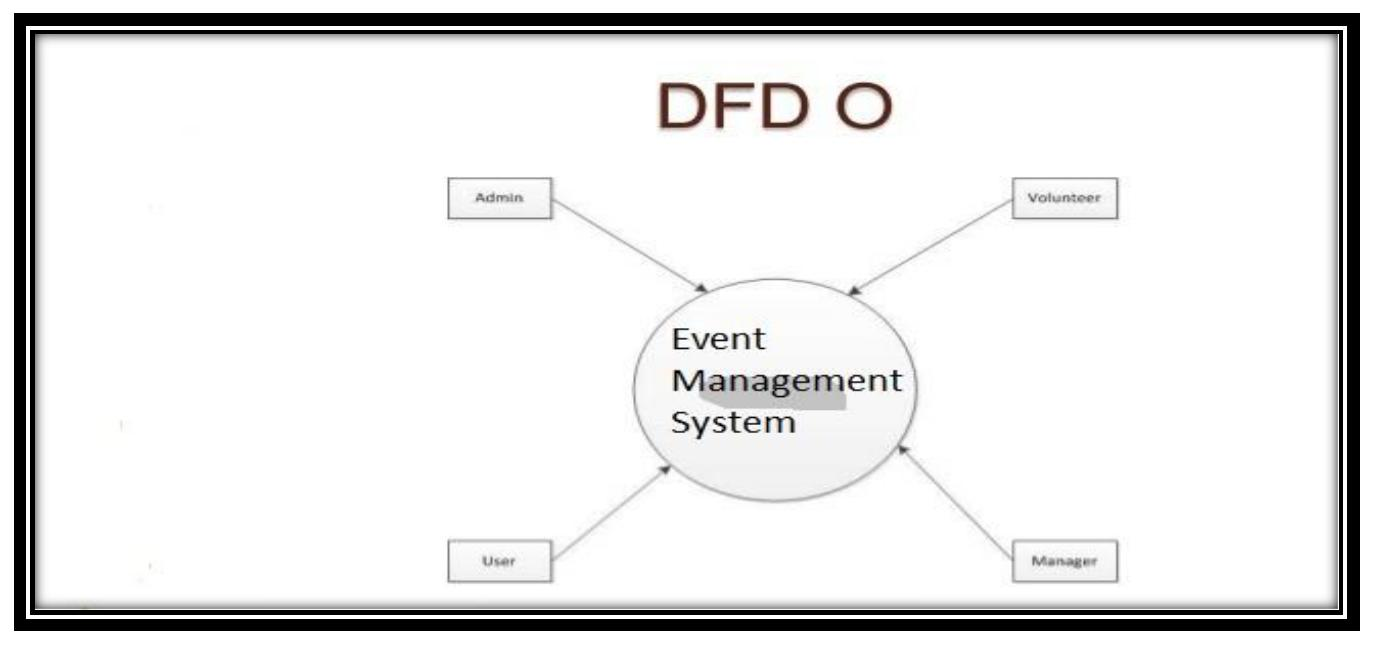 DFD O
Admin
Volunteer
Event
Management
System
User
Manager